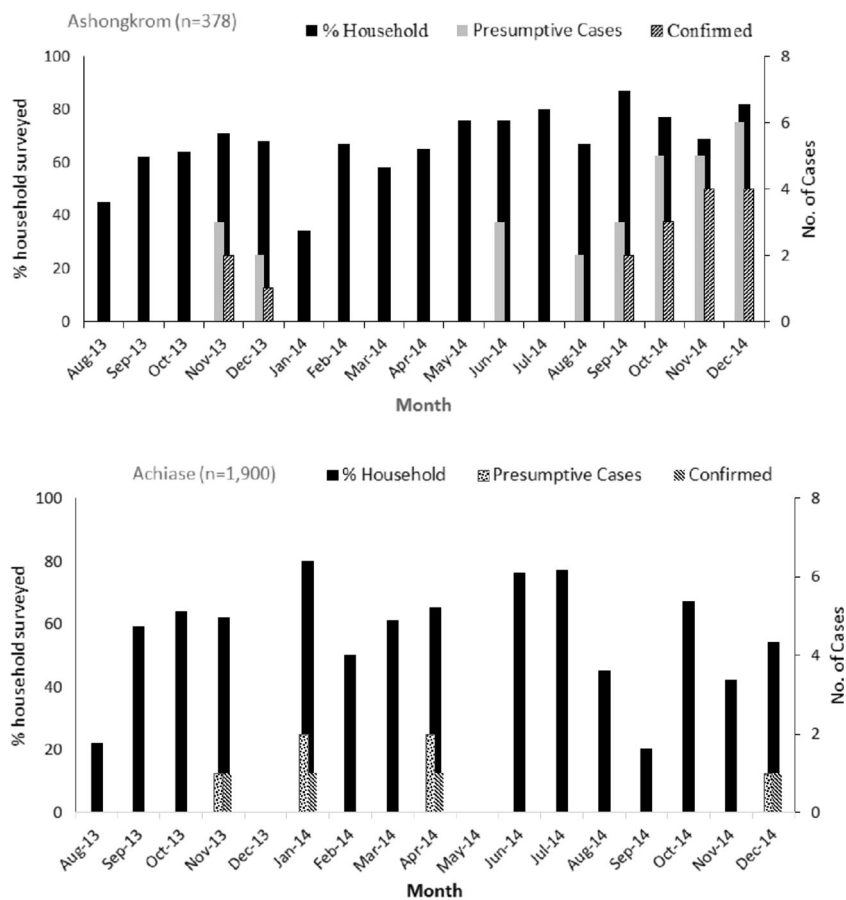 Ashongkrom (n=378)
% Household Presumptive Cases Confirmed
% household surveyed
100
80
60
40
20
0
No. of Cases
8
6
4
2
0
Aug-13 Sep-13 Oct-13 Nov-13 Dec-13 Jan-14 Feb-14 Mar-14 Apr-14 May-14 Jun-14 Jul-14 Aug-14 Sep-14 Oct-14 Nov-14 Dec-14
Month
Achiase (n=1,900)
% Household Presumptive Cases Confirmed
% household surveyed
100
80
60
40
20
0
No. of Cases
8
6
4
2
0
Aug-13 Sep-13 Oct-13 Nov-13 Dec-13 Jan-14 Feb-14 Mar-14 Apr-14 May-14 Jun-14 Jul-14 Aug-14 Sep-14 Oct-14 Nov-14 Dec-14
Month